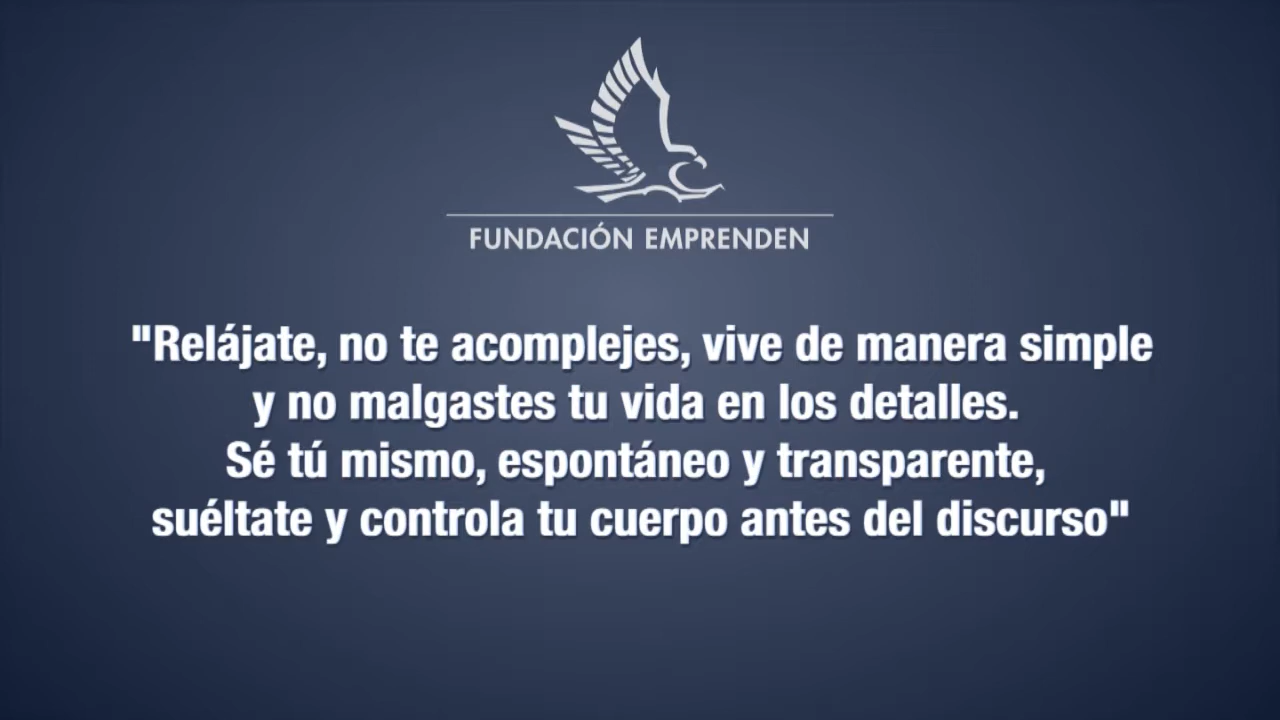 FUNDACIÓN EMPRENDEN
"Relájate, no te acomplejes, vive de manera simple
y no malgastes tu vida en los detalles.
Sé tú mismo, espontáneo y transparente,
suéltate y controla tu cuerpo antes del discurso"